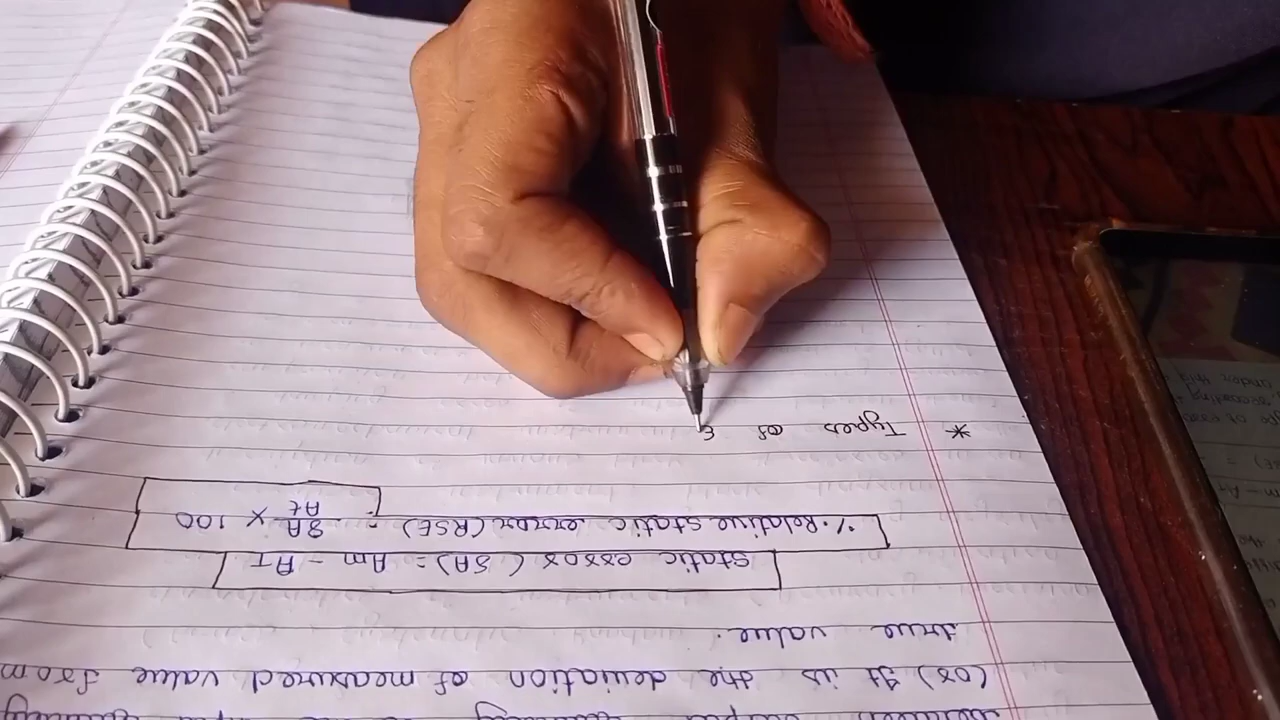 (or) It is the deviation of measured value from
true value.
Static error (δA) = Am - AT
% Relative static error (RSE) = δA/At × 100
* Types of E